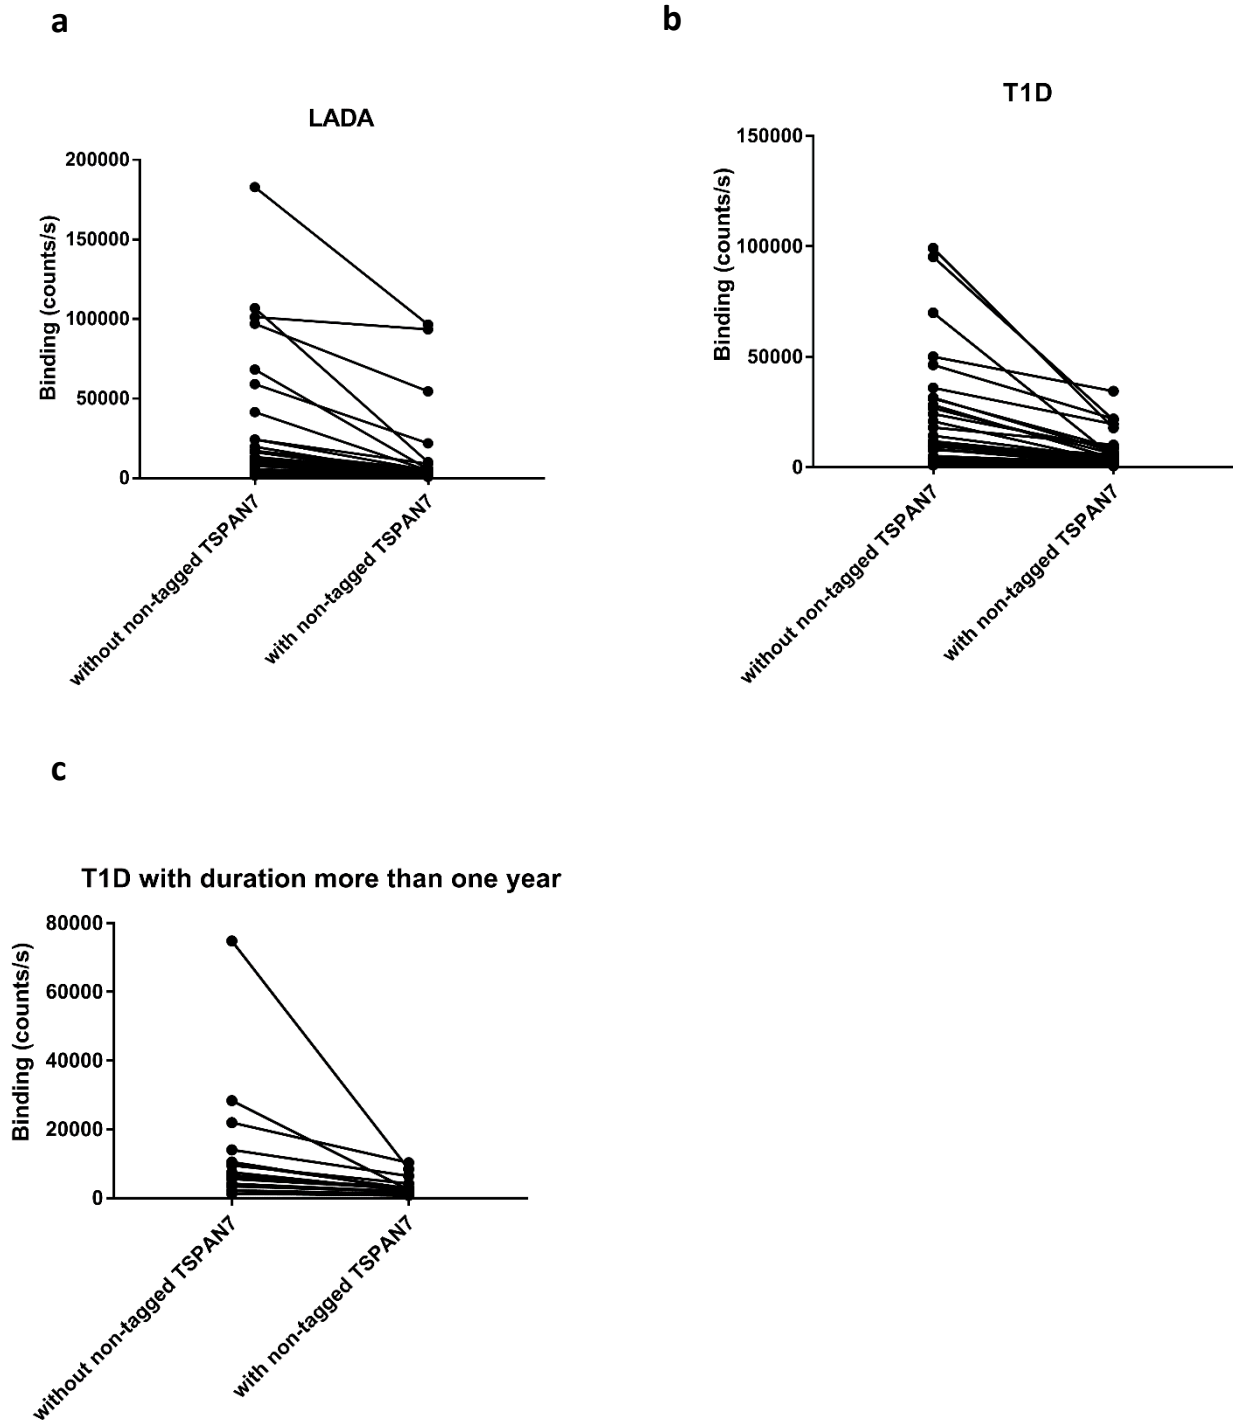 a
LADA
Binding (counts/s)
200000
150000
100000
50000
0
without non-tagged TSPAN7
with non-tagged TSPAN7
b
T1D
Binding (counts/s)
150000
100000
50000
0
without non-tagged TSPAN7
with non-tagged TSPAN7
c
T1D with duration more than one year
Binding (counts/s)
80000
60000
40000
20000
0
without non-tagged TSPAN7
with non-tagged TSPAN7